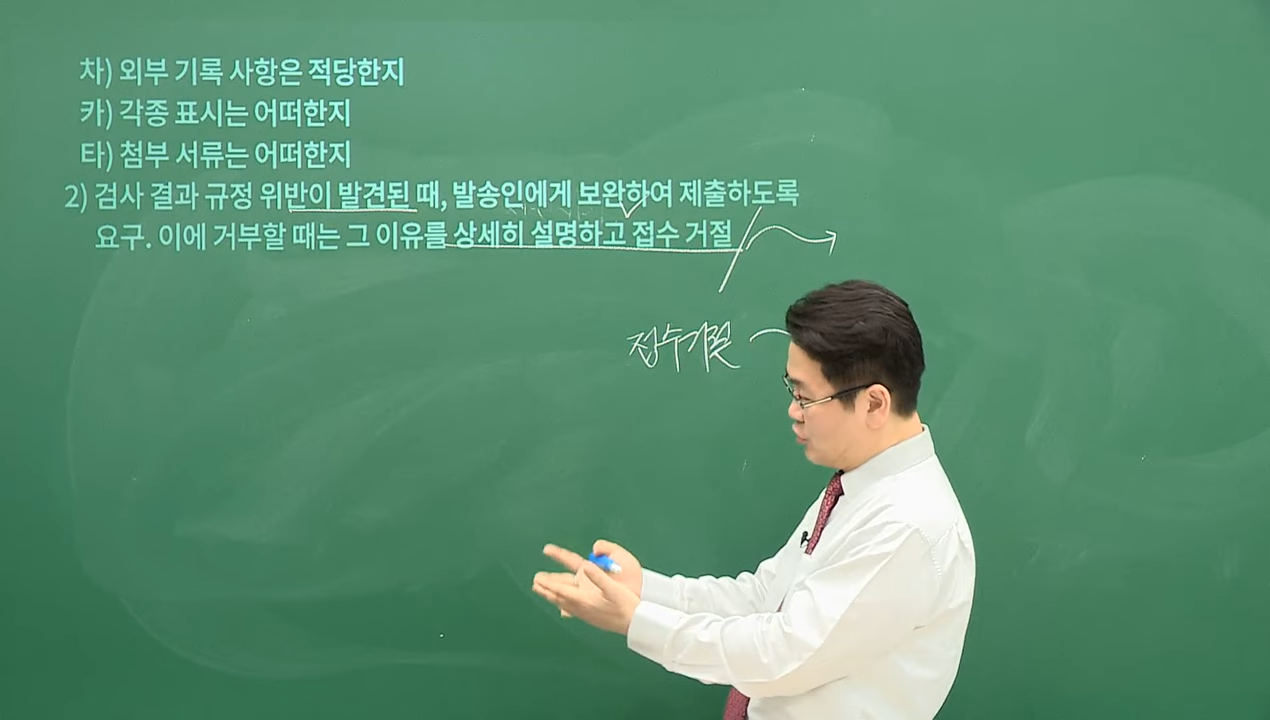 차) 외부 기록 사항은 적당한지
카) 각종 표시는 어떠한지
타) 첨부 서류는 어떠한지
2) 검사 결과 규정 위반이 발견된 때, 발송인에게 보완하여 제출하도록
요구. 이에 거부할 때는 그 이유를 상세히 설명하고 접수 거절
접수거절